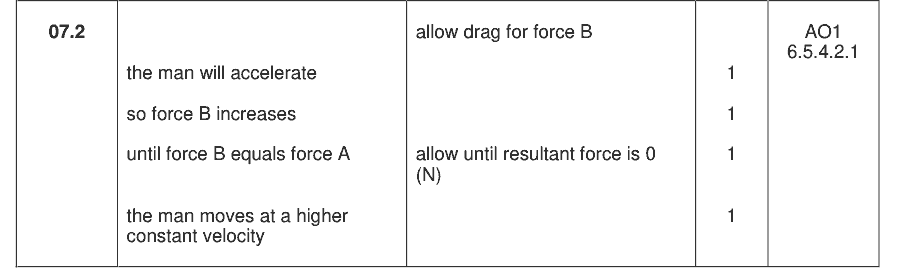 07.2 allow drag for force B AO1
6.5.4.2.1
the man will accelerate 1
so force B increases 1
until force B equals force A allow until resultant force is 0 1
(N)
the man moves at a higher 1
constant velocity